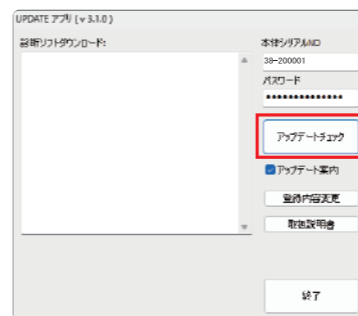 UPDATE アプリ ( v 3.1.0 )
診断ソフトダウンロード:
本体シリアルNO
38-200001
パスワード
••••••••••••••
アップデートチェック
アップデート案内
登録内容変更
取扱説明書
終了